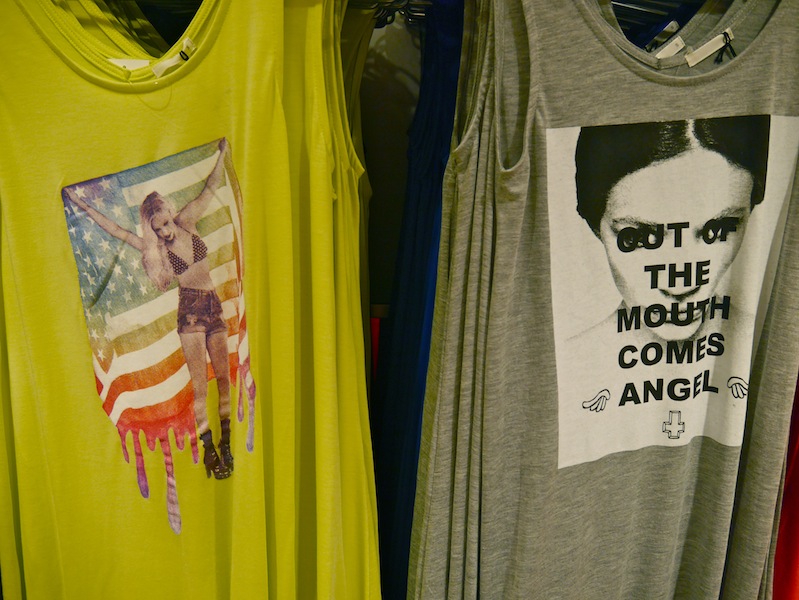 OUT OF
THE
MOUTH
COMES
ANGEL